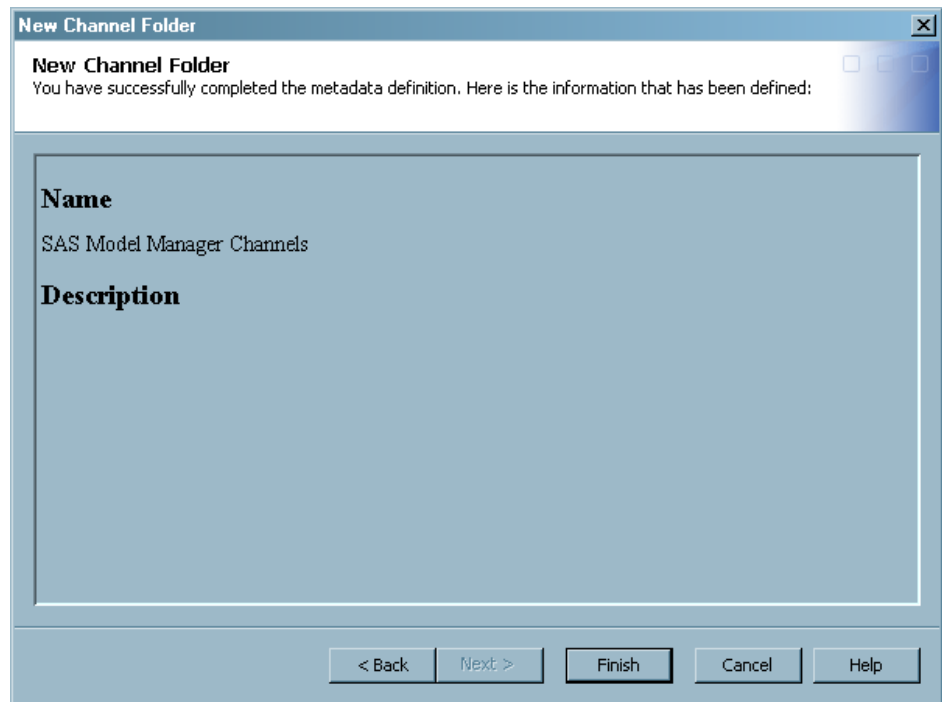 New Channel Folder
New Channel Folder
You have successfully completed the metadata definition. Here is the information that has been defined:
Name
SAS Model Manager Channels
Description
< Back Next > Finish Cancel Help